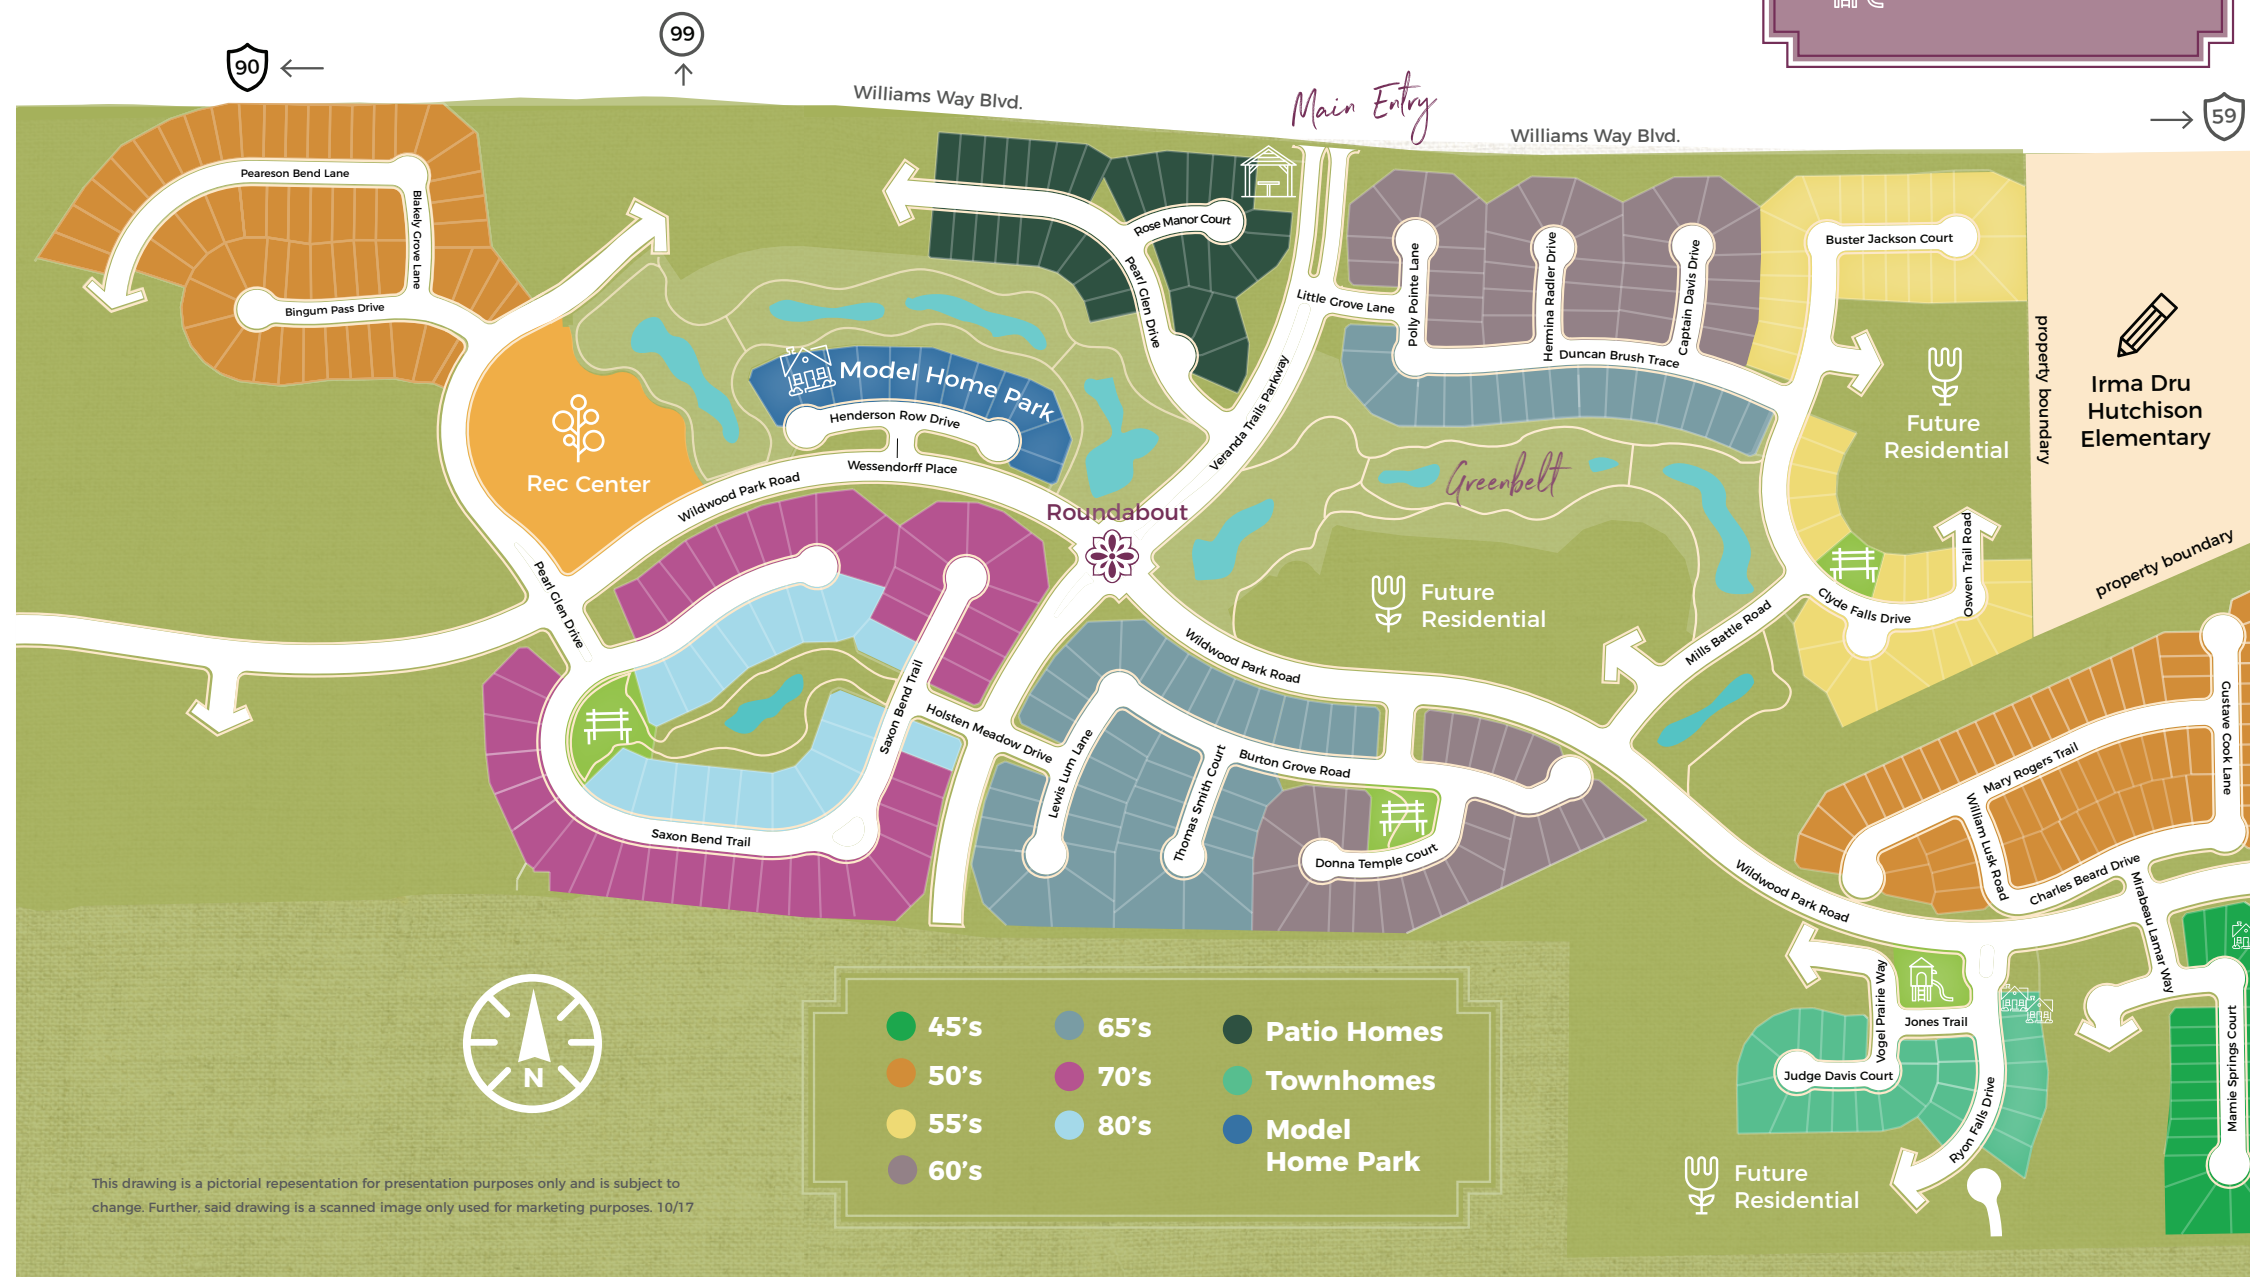 99
90
59
Williams Way Blvd.
Main Entry
Williams Way Blvd.
Peareson Bend Lane
Blakely Grove Lane
Bingum Pass Drive
Rose Manor Court
Pearl Glen Drive
Little Grove Lane
Polly Pointe Lane
Hermina Radler Drive
Captain Davis Drive
Duncan Brush Trace
Buster Jackson Court
property boundary
Irma Dru
Hutchison
Elementary
property boundary
Future
Residential
Model Home Park
Henderson Row Drive
Wessendorff Place
Veranda Trails Parkway
Rec Center
Wildwood Park Road
Roundabout
Greenbelt
Future
Residential
Pearl Glen Drive
Wildwood Park Road
Mills Battle Road
Clyde Falls Drive
Oswen Trail Road
Saxon Bend Trail
Holsten Meadow Drive
Lewis Lum Lane
Thomas Smith Court
Burton Grove Road
Donna Temple Court
Saxon Bend Trail
Gustave Cook Lane
Mary Rogers Trail
William Lusk Road
Charles Beard Drive
Wildwood Park Road
Mirabeau Lamar Way
Vogel Prairie Way
Jones Trail
Judge Davis Court
Ryon Falls Drive
Mamie Springs Court
Future
Residential
N
45's
50's
55's
60's
65's
70's
80's
Patio Homes
Townhomes
Model
Home Park
This drawing is a pictorial repesentation for presentation purposes only and is subject to
change. Further, said drawing is a scanned image only used for marketing purposes. 10/17